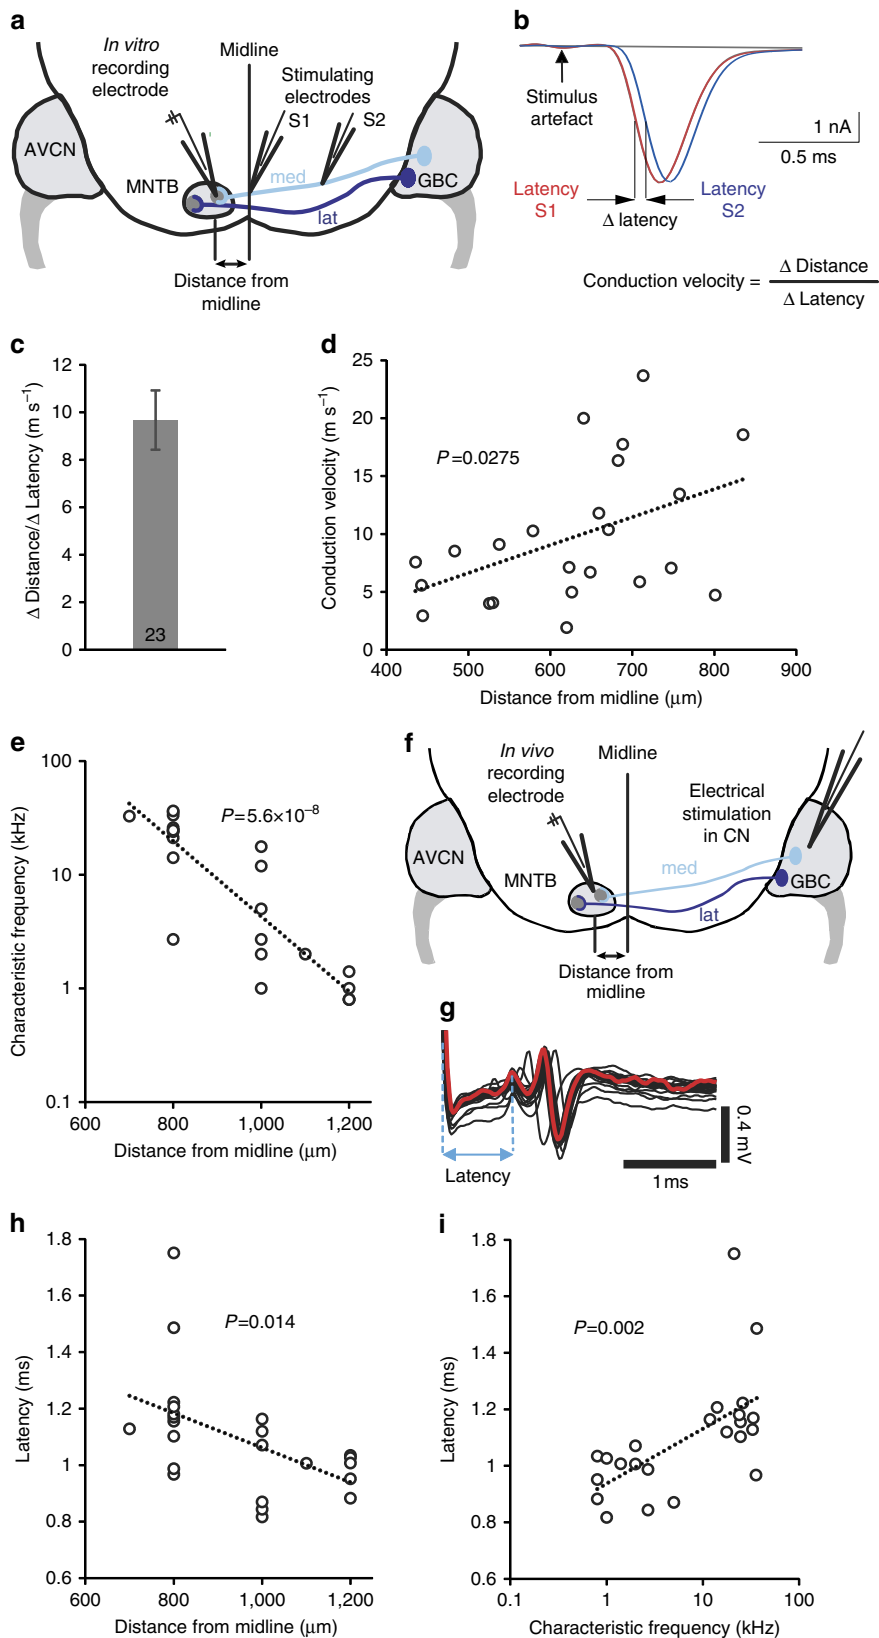 a
In vitro
recording
electrode
Midline
Stimulating
electrodes
S1
S2
AVCN
MNTB
med
lat
GBC
Distance from
midline
b
Stimulus
artefact
1 nA
0.5 ms
Latency
S1
Δ latency
Latency
S2
Conduction velocity = Δ Distance
Δ Latency
c
Δ Distance/Δ Latency (m s⁻¹)
12
10
8
6
4
2
0
23
d
Conduction velocity (m s⁻¹)
25
20
15
10
5
0
P=0.0275
400 500 600 700 800 900
Distance from midline (μm)
e
Characteristic frequency (kHz)
100
10
1
0.1
P=5.6×10⁻⁸
600 800 1,000 1,200
Distance from midline (μm)
f
In vivo
recording
electrode
Midline
Electrical
stimulation
in CN
AVCN
MNTB
med
lat
GBC
Distance from
midline
g
Latency
0.4 mV
1 ms
h
Latency (ms)
1.8
1.6
1.4
1.2
1
0.8
0.6
P=0.014
600 800 1,000 1,200
Distance from midline (μm)
i
Latency (ms)
1.8
1.6
1.4
1.2
1
0.8
0.6
P=0.002
0.1 1 10 100
Characteristic frequency (kHz)